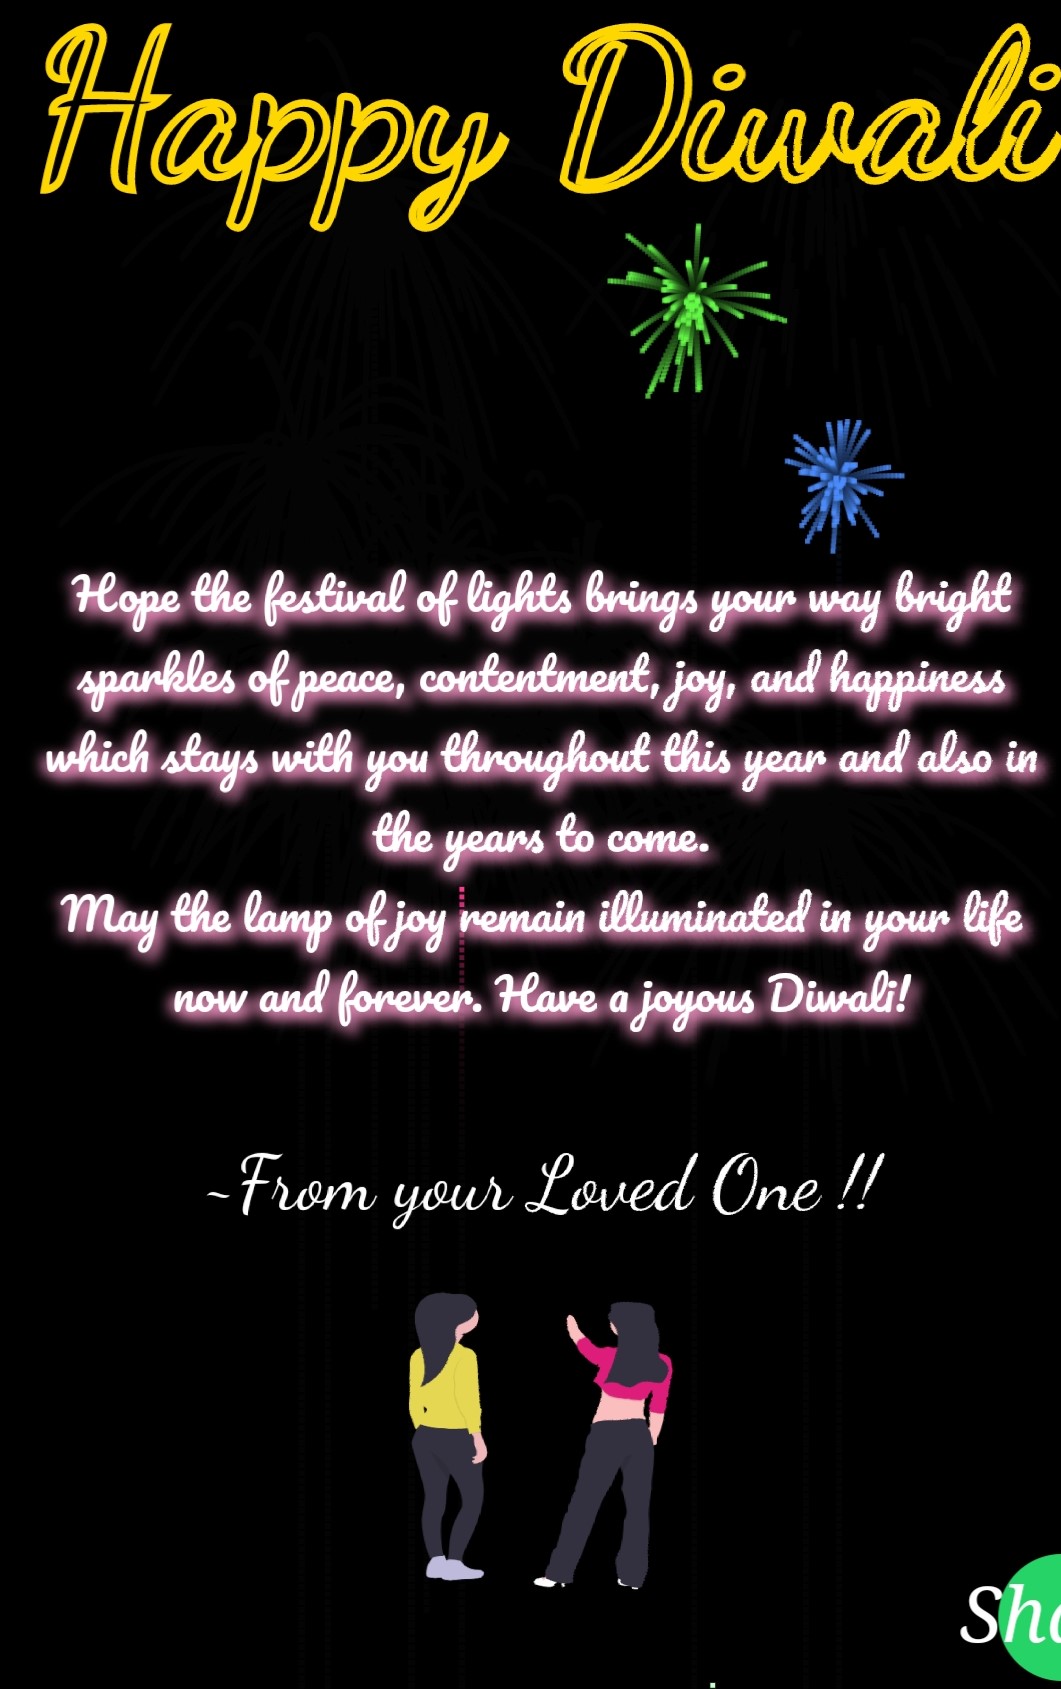 Happy Diwali
Hope the festival of lights brings your way bright
sparkles of peace, contentment, joy, and happiness
which stays with you throughout this year and also in
the years to come.
May the lamp of joy remain illuminated in your life
now and forever. Have a joyous Diwali!
~From your Loved One !!